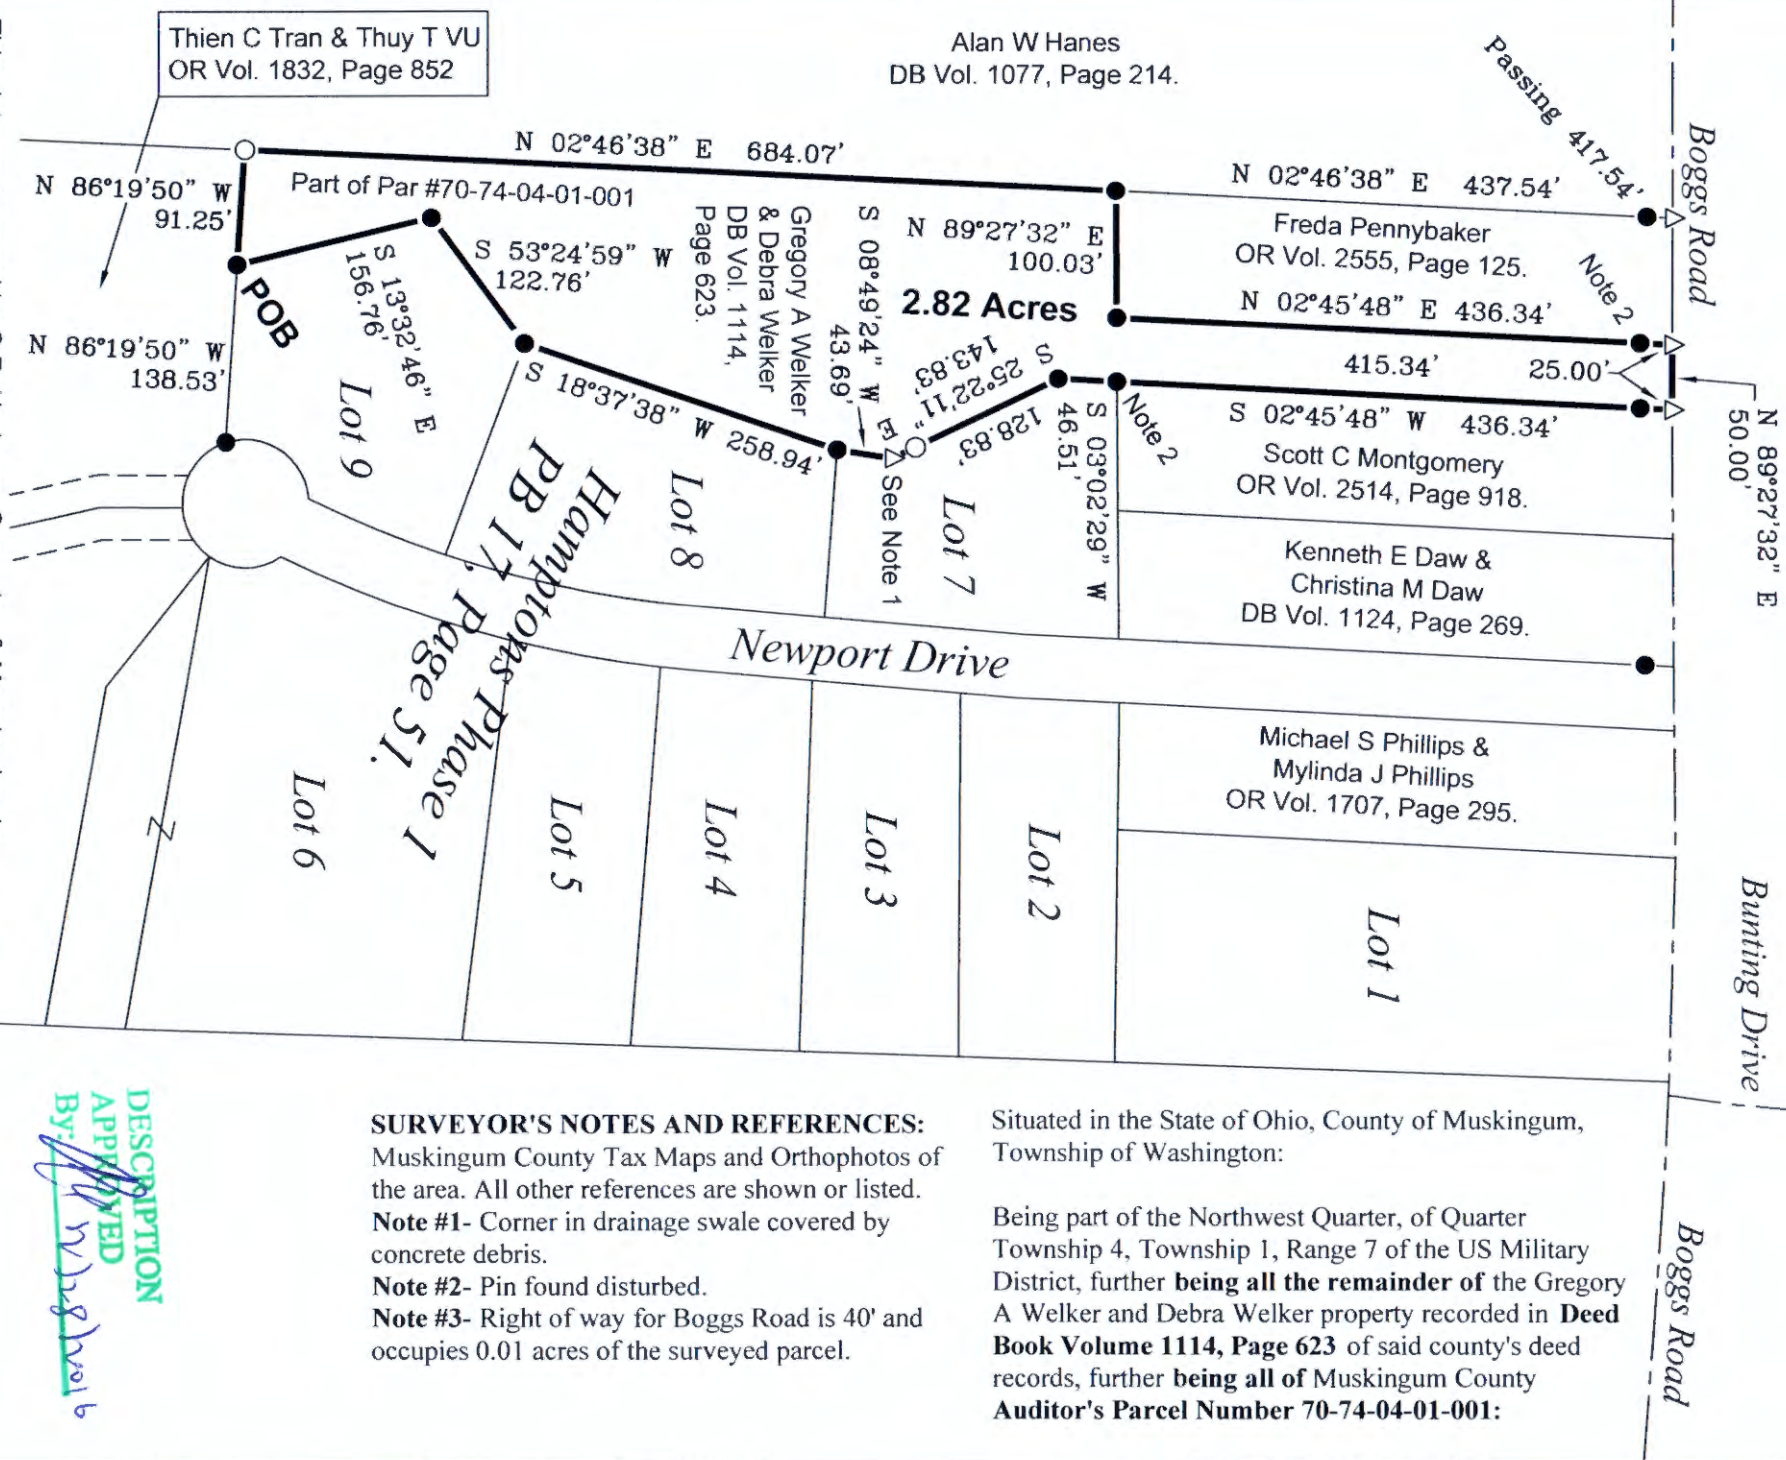 Thien C Tran & Thuy T VU
OR Vol. 1832, Page 852
Alan W Hanes
DB Vol. 1077, Page 214.
Passing 417.54'
Boggs Road
N 86°19'50" W
91.25'
N 02°46'38" E 684.07'
Part of Par #70-74-04-01-001
N 02°46'38" E 437.54'
Freda Pennybaker
OR Vol. 2555, Page 125.
Note 2
POB
S 13°32'46" E
156.76'
S 53°24'59" W
122.76'
Gregory A Welker
& Debra Welker
DB Vol. 1114,
Page 623.
S 08°49'24" W
43.69'
N 89°27'32" E
100.03'
2.82 Acres
N 02°45'48" E 436.34'
415.34'
25.00'
N 89°27'32" E
50.00'
N 86°19'50" W
138.53'
Lot 9
S 18°37'38" W 258.94'
S 25°22'11" E
143.83'
128.83'
S 03°02'29" W
46.51'
Note 2
S 02°45'48" W 436.34'
Scott C Montgomery
OR Vol. 2514, Page 918.
See Note 1
Lot 8
Lot 7
Hamptons Phase 1
PB 17, Page 51.
Kenneth E Daw &
Christina M Daw
DB Vol. 1124, Page 269.
Newport Drive
Michael S Phillips &
Mylinda J Phillips
OR Vol. 1707, Page 295.
Lot 6
Lot 5
Lot 4
Lot 3
Lot 2
Lot 1
Bunting Drive
Boggs Road
Z
DESCRIPTION
APPROVED
By:
SURVEYOR'S NOTES AND REFERENCES:
Muskingum County Tax Maps and Orthophotos of
the area. All other references are shown or listed.
Note #1- Corner in drainage swale covered by
concrete debris.
Note #2- Pin found disturbed.
Note #3- Right of way for Boggs Road is 40' and
occupies 0.01 acres of the surveyed parcel.
Situated in the State of Ohio, County of Muskingum,
Township of Washington:
Being part of the Northwest Quarter, of Quarter
Township 4, Township 1, Range 7 of the US Military
District, further being all the remainder of the Gregory
A Welker and Debra Welker property recorded in Deed
Book Volume 1114, Page 623 of said county's deed
records, further being all of Muskingum County
Auditor's Parcel Number 70-74-04-01-001: